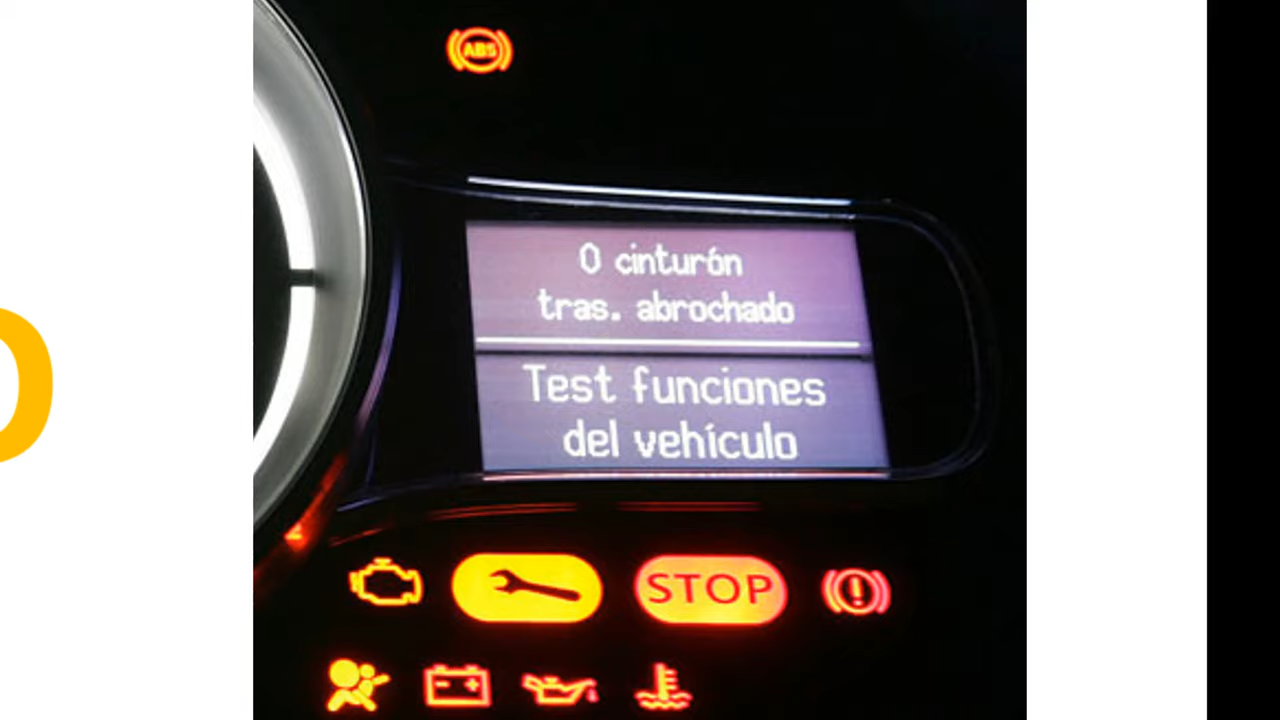 ABS
0 cinturón
tras. abrochado
Test funciones
del vehículo
STOP